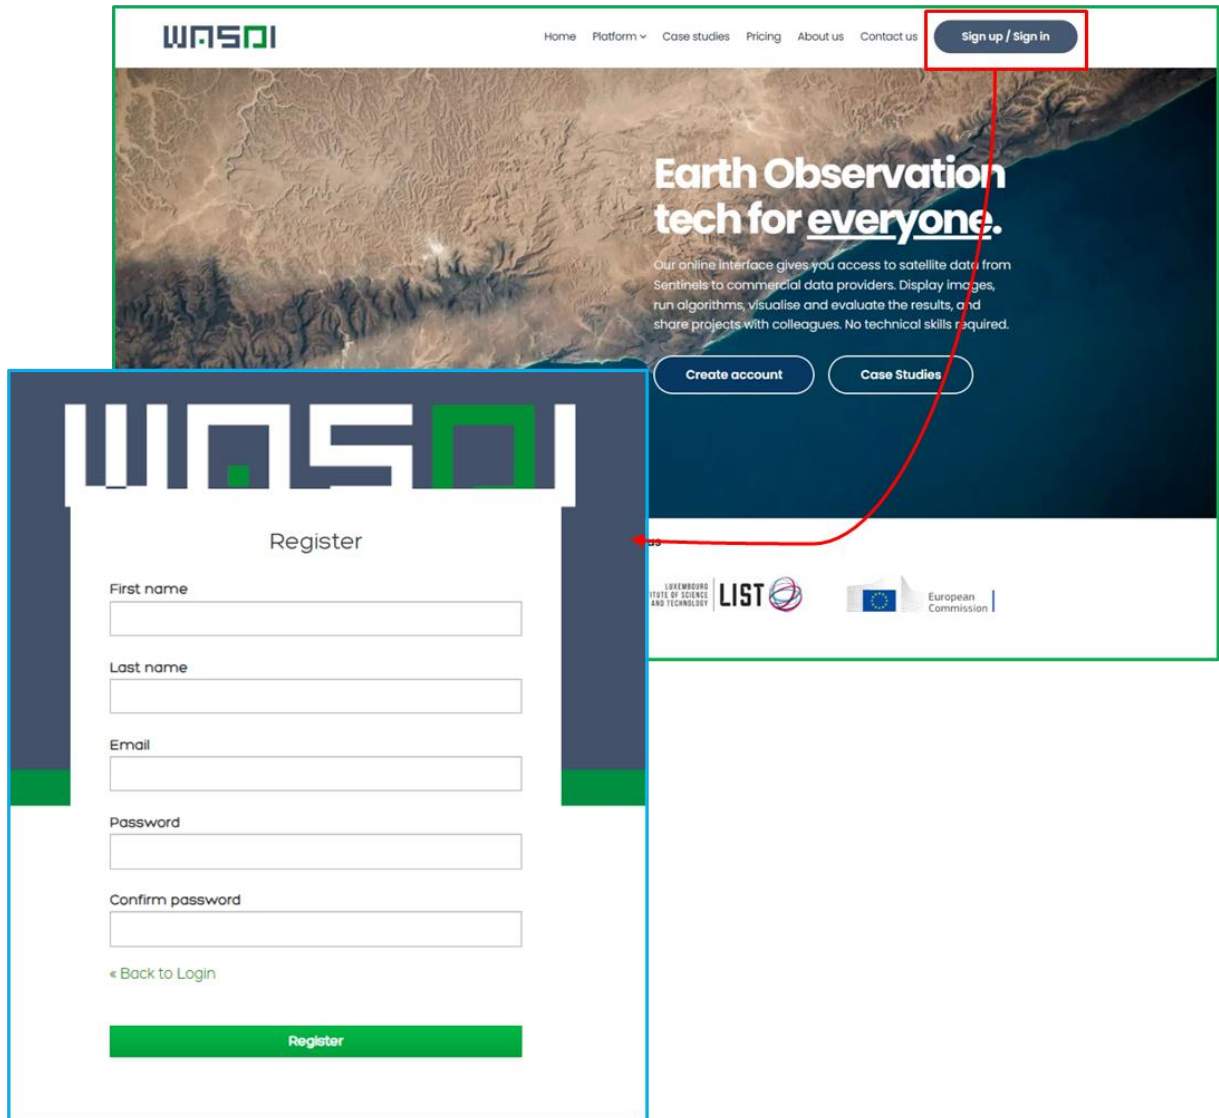 WASDI
Home Platform Case studies Pricing About us Contact us Sign up / Sign in
Earth Observation
tech for everyone.
Our online interface gives you access to satellite data from
Sentinels to commercial data providers. Display images,
run algorithms, visualise and evaluate the results, and
share projects with colleagues. No technical skills required.
Create account Case Studies
us
LUXEMBOURG
TUTE OF SCIENCE
AND TECHNOLOGY
LIST
European
Commission
WASDI
Register
First name
Last name
Email
Password
Confirm password
« Back to Login
Register